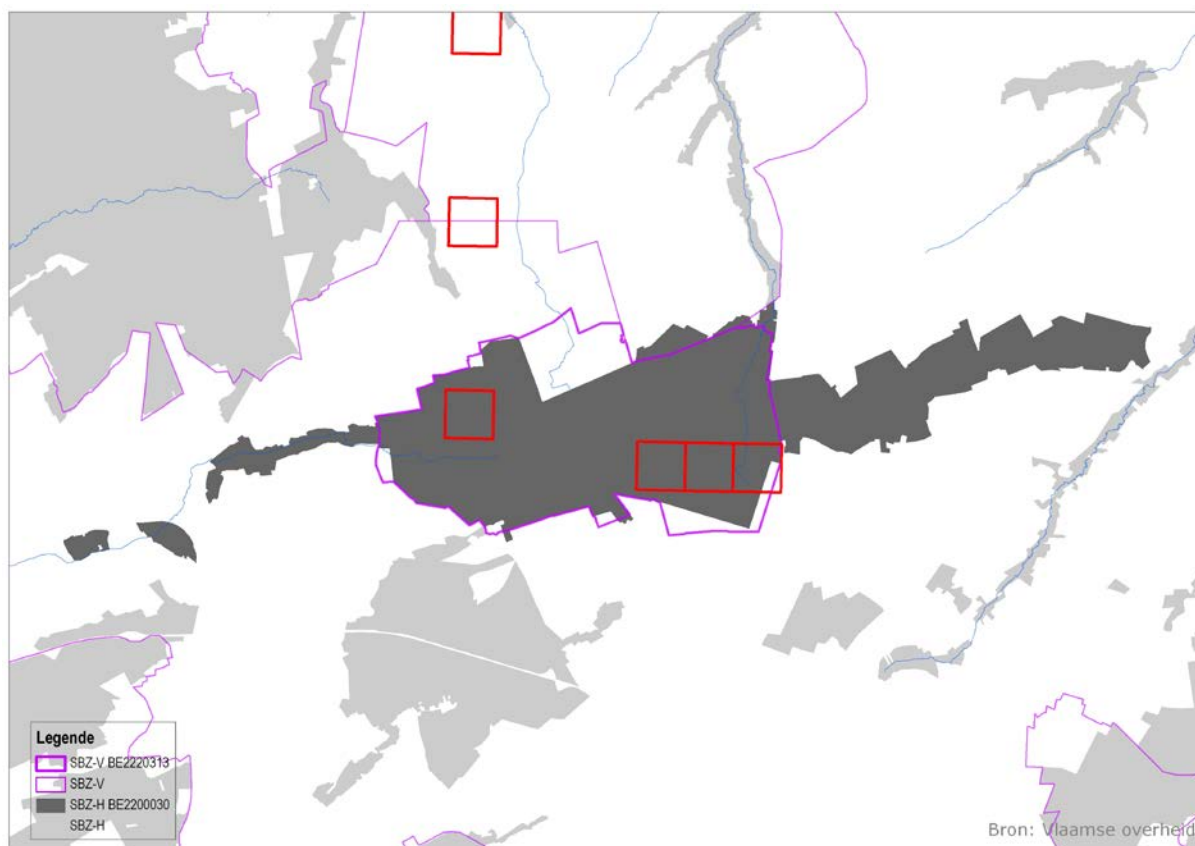 Legende
SBZ-V BE2220313
SBZ-V
SBZ-H BE2200030
SBZ-H
Bron: Vlaamse overheid